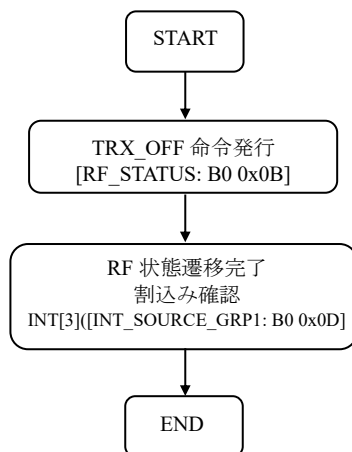 START
TRX_OFF 命令発行
[RF_STATUS: B0 0x0B]
RF 状態遷移完了
割込み確認
INT[3]([INT_SOURCE_GRP1: B0 0x0D]
END